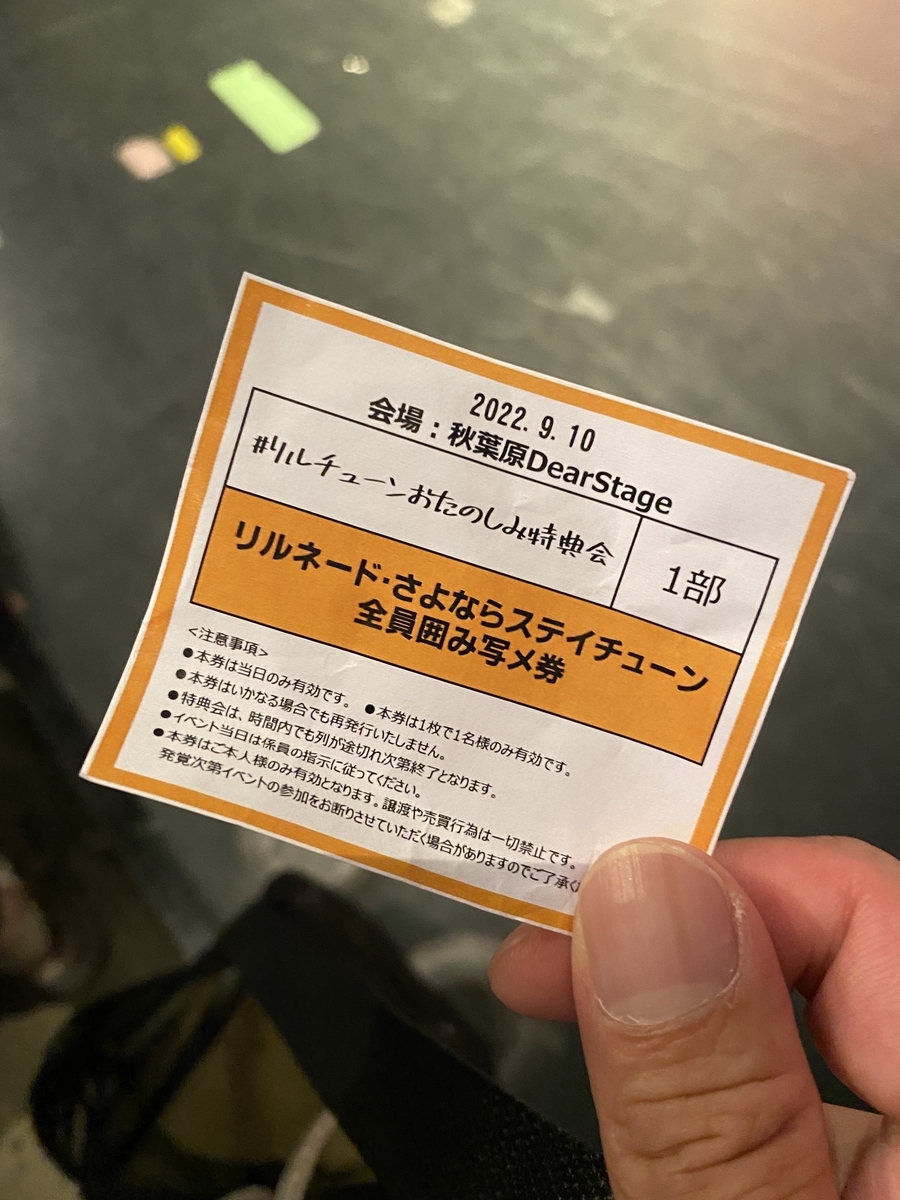 2022. 9. 10
会場：秋葉原DearStage
#リルチューンおたのしみ特典会
1部
リルネード・さよならステイチューン
全員囲み写メ券
<注意事項>
●本券は当日のみ有効です。 ●本券は1枚で1名様のみ有効です。
●本券はいかなる場合でも再発行いたしません。
●特典会は、時間内でも列が途切れ次第終了となります。
●イベント当日は係員の指示に従ってください。
●本券はご本人様のみ有効となります。譲渡や売買行為は一切禁止です。
発覚次第イベントの参加をお断りさせていただく場合がありますのでご了承く